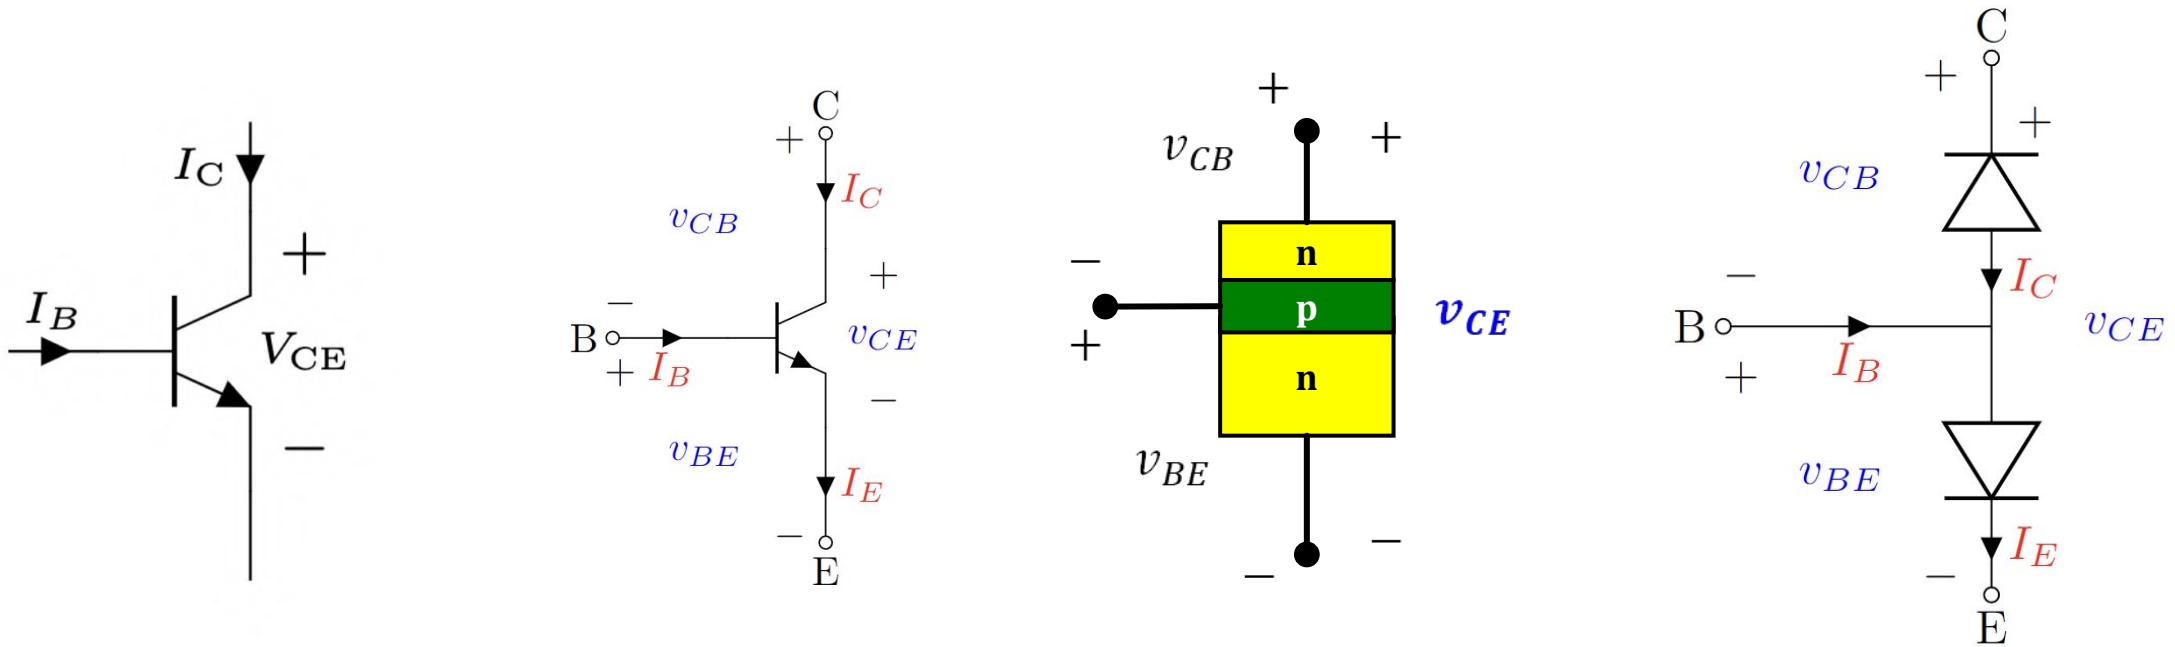 I_C
+
I_B
V_CE
−
C
+
I_C
v_CB
+
−
B
v_CE
+
I_B
−
v_BE
I_E
−
E
+
+
v_CB
n
−
p
v_CE
+
n
v_BE
−
−
C
+
+
v_CB
−
I_C
B
v_CE
I_B
+
v_BE
I_E
−
E